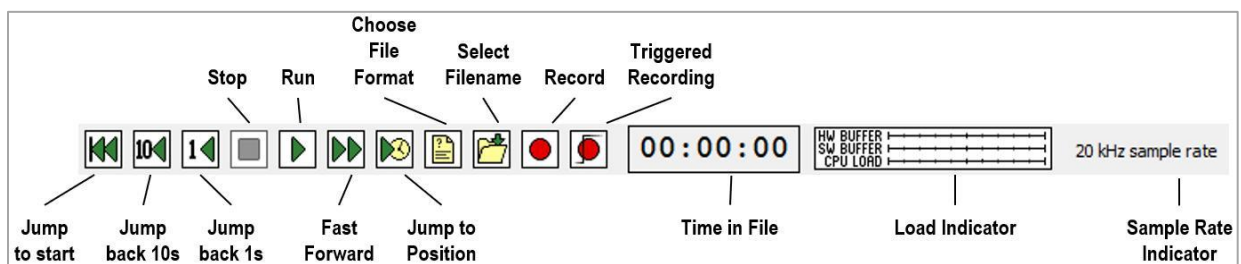 Choose
File
Format
Select
Filename
Triggered
Recording
Stop
Run
Record
10
1
?
00:00:00
HW BUFFER
SW BUFFER
CPU LOAD
20 kHz sample rate
Jump
to start
Jump
back 10s
Jump
back 1s
Fast
Forward
Jump to
Position
Time in File
Load Indicator
Sample Rate
Indicator